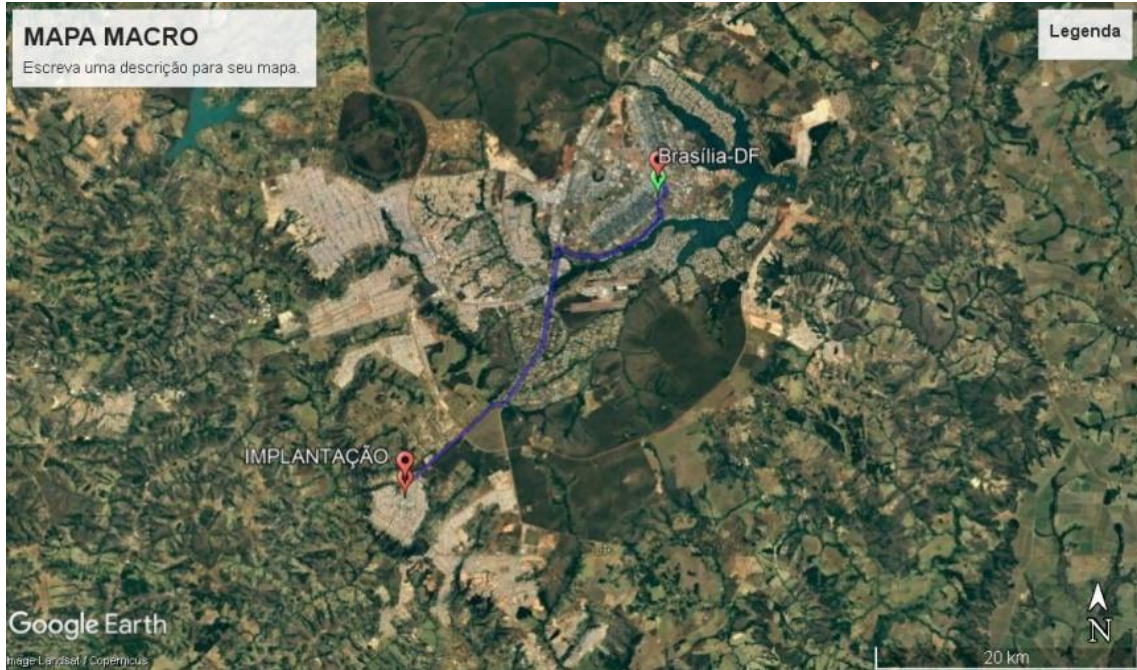 MAPA MACRO
Escreva uma descrição para seu mapa.
Legenda
Brasília-DF
IMPLANTAÇÃO
Google Earth
Image Landsat / Copernicus
N
20 km